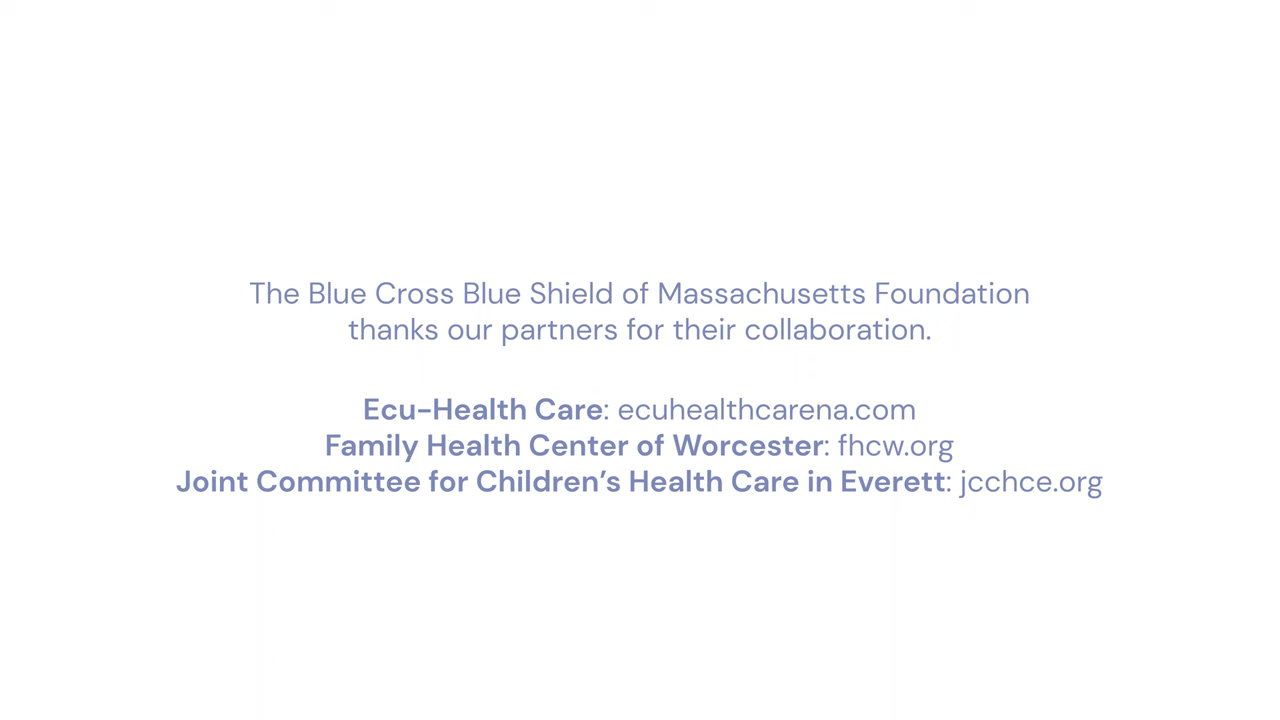 The Blue Cross Blue Shield of Massachusetts Foundation
thanks our partners for their collaboration.
Ecu-Health Care: ecuhealthcarena.com
Family Health Center of Worcester: fhcw.org
Joint Committee for Children’s Health Care in Everett: jcchce.org